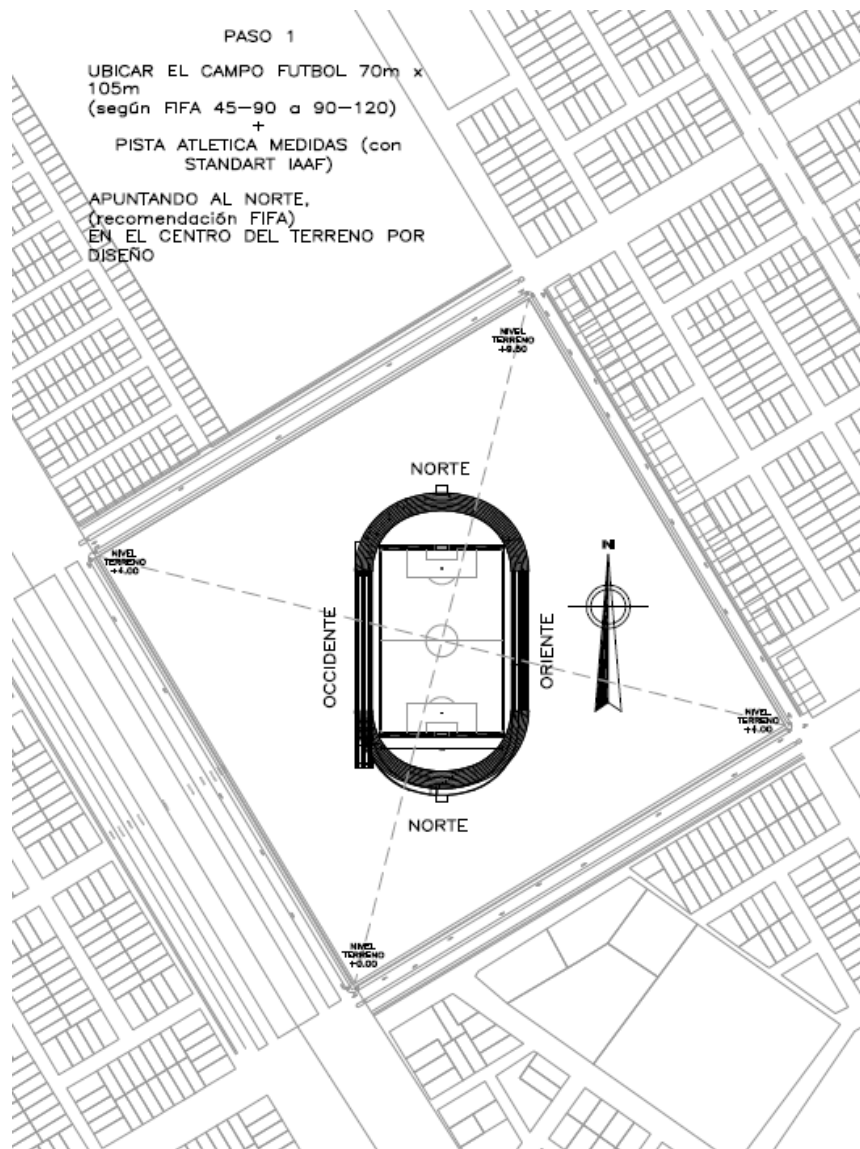 PASO 1
UBICAR EL CAMPO FUTBOL 70m x
105m
(según FIFA 45-90 a 90-120)
+
PISTA ATLETICA MEDIDAS (con
STANDART IAAF)
APUNTANDO AL NORTE,
(recomendación FIFA)
EN EL CENTRO DEL TERRENO POR
DISEÑO
NIVEL
TERRENO
NORTE
N
NIVEL
TERRENO
+4.00
OCCIDENTE
ORIENTE
NIVEL
TERRENO
+4.00
NORTE
NIVEL
TERRENO
+0.00